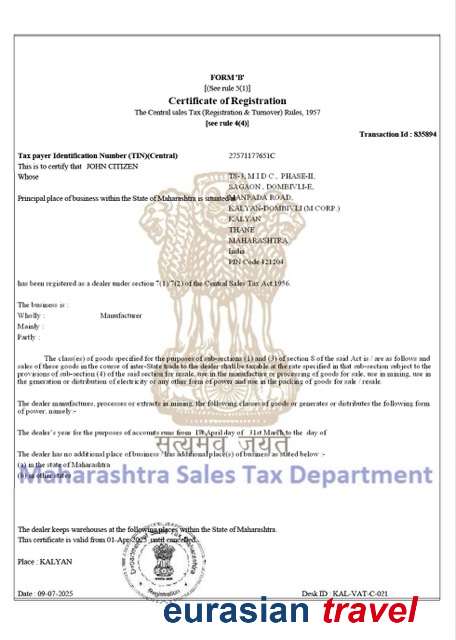 FORM 'B'
[(See rule 5(1)]
Certificate of Registration
The Central sales Tax (Registration & Turnover) Rules, 1957
[see rule 4(4)]
Transaction Id : 835894
Tax payer Identification Number (TIN)(Central) 27571177651C
This is to certify that JOHN CITIZEN
Whose TS-3, M I D C , PHASE-II,
SAGAON , DOMBIVLI-E,
Principal place of business within the State of Maharashtra is situated at MANPADA ROAD,
KALYAN-DOMBIVLI (M CORP.)
KALYAN
THANE
MAHARASHTRA
India
PIN Code 421204
has been registered as a dealer under section 7(1)/7(2) of the Central Sales Tax Act 1956.
The business is :
Wholly : Manufacturer
Mainly :
Partly :
The class(es) of goods specified for the purposes of sub-sections (1) and (3) of section 8 of the said Act is / are as follows and
sales of these goods in the course of inter-State trade to the dealer shall be taxable at the rate specified in that sub-section subject to the
provisions of sub-section (4) of the said section for resale, use in the manufacture or processing of goods for sale, use in mining, use in
the generation or distribution of electricity or any other form of power and use in the packing of goods for sale / resale.
The dealer manufacture, processes or extracts in mining, the following classes of goods or generates or distributes the following form
of power, namely :-
The dealer's year for the purposes of accounts runs from 1st April day of 31st March to the day of
सत्यमेव जयते
The dealer has no additional place of business / has additional place(s) of business as stated below :-
(a) in the state of Maharashtra
Maharashtra Sales Tax Department
(b) in other states
The dealer keeps warehouses at the following places within the State of Maharashtra.
This certificate is valid from 01-Apr-2025 until cancelled.
Place : KALYAN
Registration
Date : 09-07-2025 Desk ID : KAL-VAT-C-021
eurasian travel